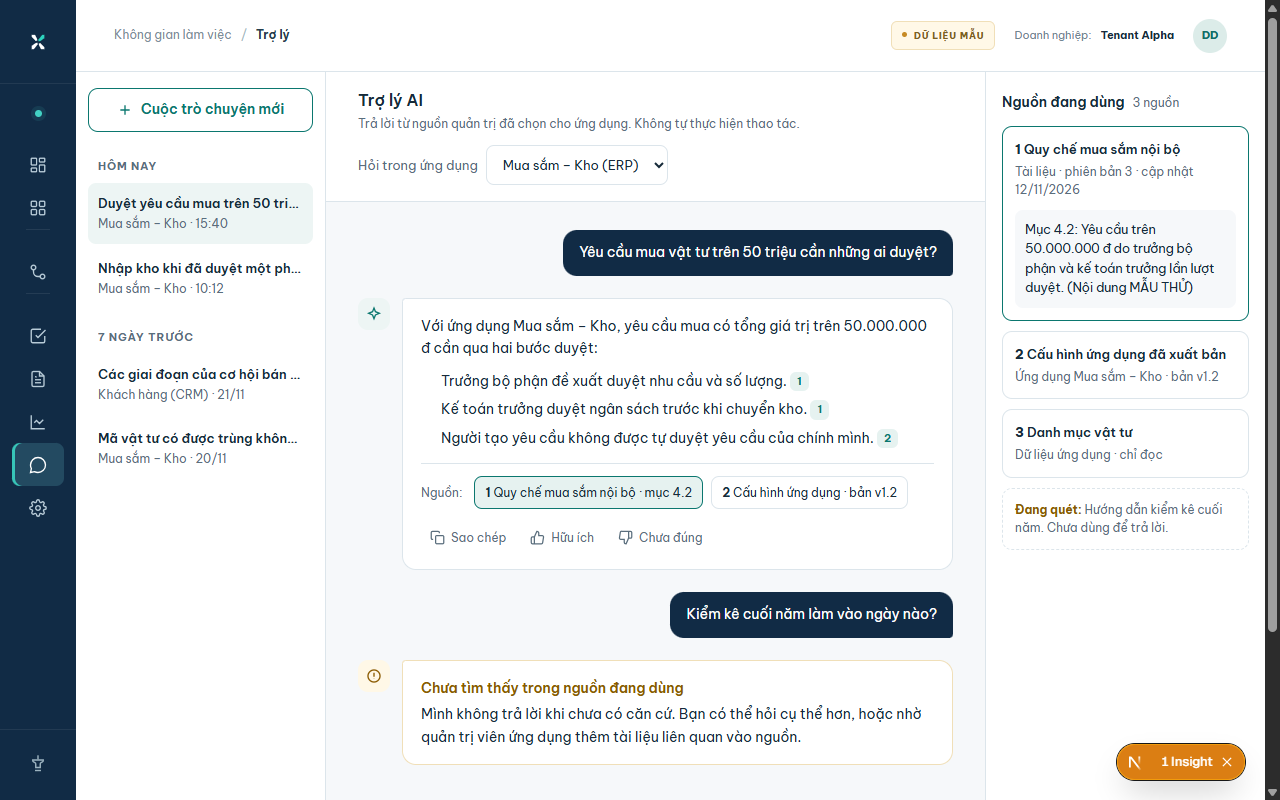 Không gian làm việc / Trợ lý
DỮ LIỆU MẪU
Doanh nghiệp: Tenant Alpha
DD
+ Cuộc trò chuyện mới
HÔM NAY
Duyệt yêu cầu mua trên 50 tri...
Mua sắm – Kho · 15:40
Nhập kho khi đã duyệt một ph...
Mua sắm – Kho · 10:12
7 NGÀY TRƯỚC
Các giai đoạn của cơ hội bán ...
Khách hàng (CRM) · 21/11
Mã vật tư có được trùng khôn...
Mua sắm – Kho · 20/11
Trợ lý AI
Trả lời từ nguồn quản trị đã chọn cho ứng dụng. Không tự thực hiện thao tác.
Hỏi trong ứng dụng
Mua sắm – Kho (ERP)
Yêu cầu mua vật tư trên 50 triệu cần những ai duyệt?
Với ứng dụng Mua sắm – Kho, yêu cầu mua có tổng giá trị trên 50.000.000
đ cần qua hai bước duyệt:
Trưởng bộ phận đề xuất duyệt nhu cầu và số lượng. 1
Kế toán trưởng duyệt ngân sách trước khi chuyển kho. 1
Người tạo yêu cầu không được tự duyệt yêu cầu của chính mình. 2
Nguồn: 1 Quy chế mua sắm nội bộ · mục 4.2 2 Cấu hình ứng dụng · bản v1.2
Sao chép Hữu ích Chưa đúng
Kiểm kê cuối năm làm vào ngày nào?
Chưa tìm thấy trong nguồn đang dùng
Mình không trả lời khi chưa có căn cứ. Bạn có thể hỏi cụ thể hơn, hoặc nhờ
quản trị viên ứng dụng thêm tài liệu liên quan vào nguồn.
Nguồn đang dùng 3 nguồn
1 Quy chế mua sắm nội bộ
Tài liệu · phiên bản 3 · cập nhật
12/11/2026
Mục 4.2: Yêu cầu trên
50.000.000 đ do trưởng bộ
phận và kế toán trưởng lần lượt
duyệt. (Nội dung MẪU THỬ)
2 Cấu hình ứng dụng đã xuất bản
Ứng dụng Mua sắm – Kho · bản v1.2
3 Danh mục vật tư
Dữ liệu ứng dụng · chỉ đọc
Đang quét: Hướng dẫn kiểm kê cuối
năm. Chưa dùng để trả lời.
N 1 Insight